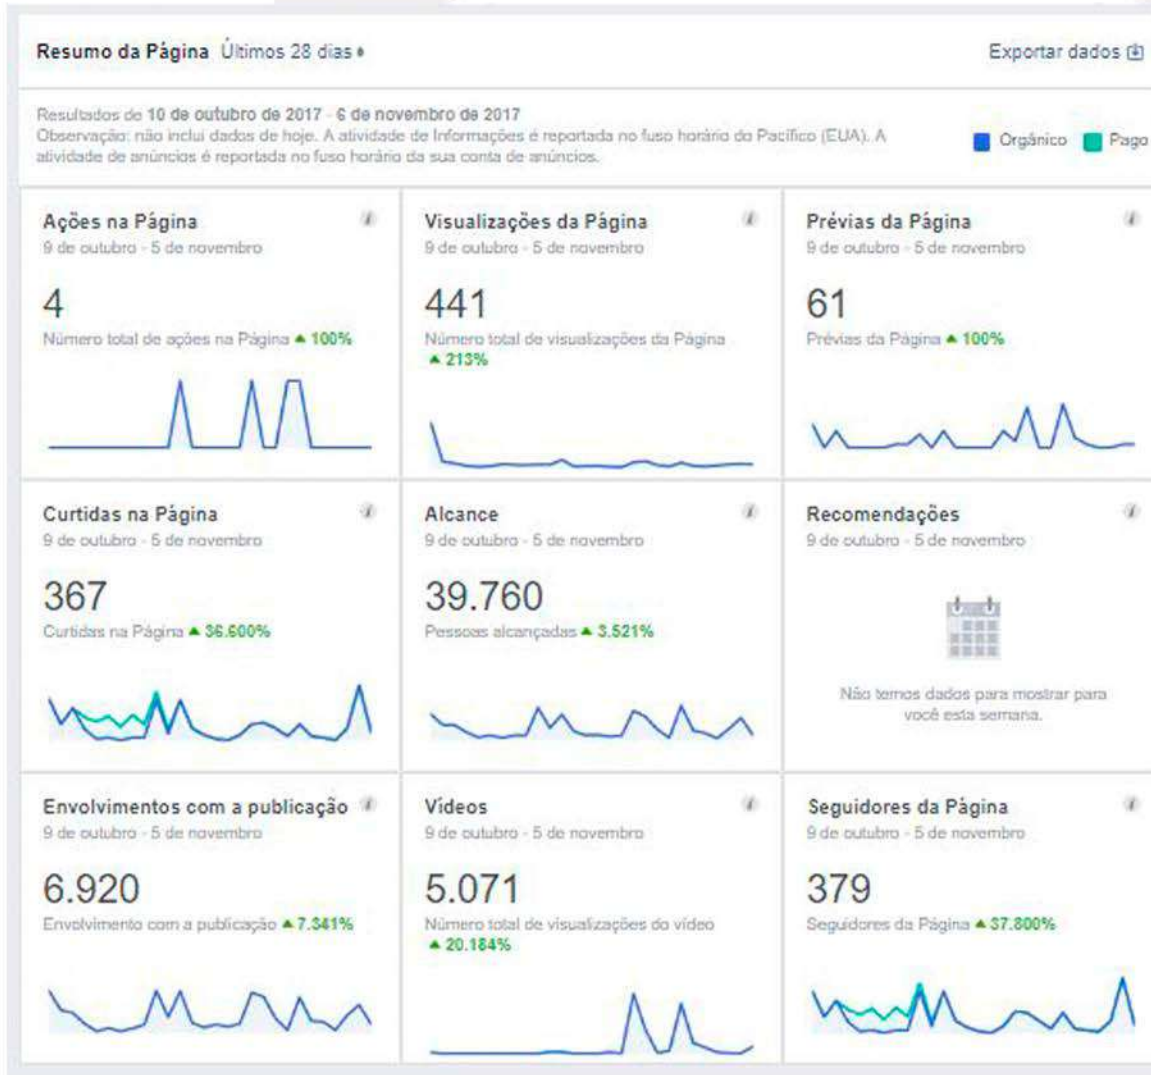 Resumo da Página Últimos 28 dias
Exportar dados
Resultados de 10 de outubro de 2017 - 6 de novembro de 2017
Observação: não inclui dados de hoje. A atividade de Informações é reportada no fuso horário do Pacífico (EUA). A
atividade de anúncios é reportada no fuso horário da sua conta de anúncios.
Orgânico Pago
Ações na Página
9 de outubro - 5 de novembro
4
Número total de ações na Página ▲ 100%
Visualizações da Página
9 de outubro - 5 de novembro
441
Número total de visualizações da Página
▲ 213%
Prévias da Página
9 de outubro - 5 de novembro
61
Prévias da Página ▲ 100%
Curtidas na Página
9 de outubro - 5 de novembro
367
Curtidas na Página ▲ 36.600%
Alcance
9 de outubro - 5 de novembro
39.760
Pessoas alcançadas ▲ 3.521%
Recomendações
9 de outubro - 5 de novembro
Não temos dados para mostrar para
você esta semana.
Envolvimentos com a publicação
9 de outubro - 5 de novembro
6.920
Envolvimento com a publicação ▲ 7.341%
Vídeos
9 de outubro - 5 de novembro
5.071
Número total de visualizações do vídeo
▲ 20.184%
Seguidores da Página
9 de outubro - 5 de novembro
379
Seguidores da Página ▲ 37.800%